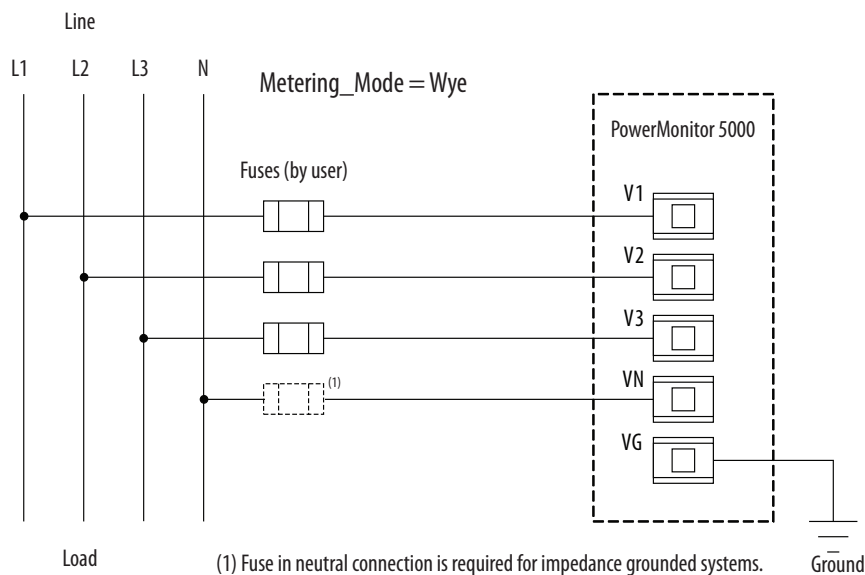 Line
L1 L2 L3 N
Metering_Mode = Wye
PowerMonitor 5000
Fuses (by user)
V1
V2
V3
(1)
VN
VG
Load
(1) Fuse in neutral connection is required for impedance grounded systems.
Ground